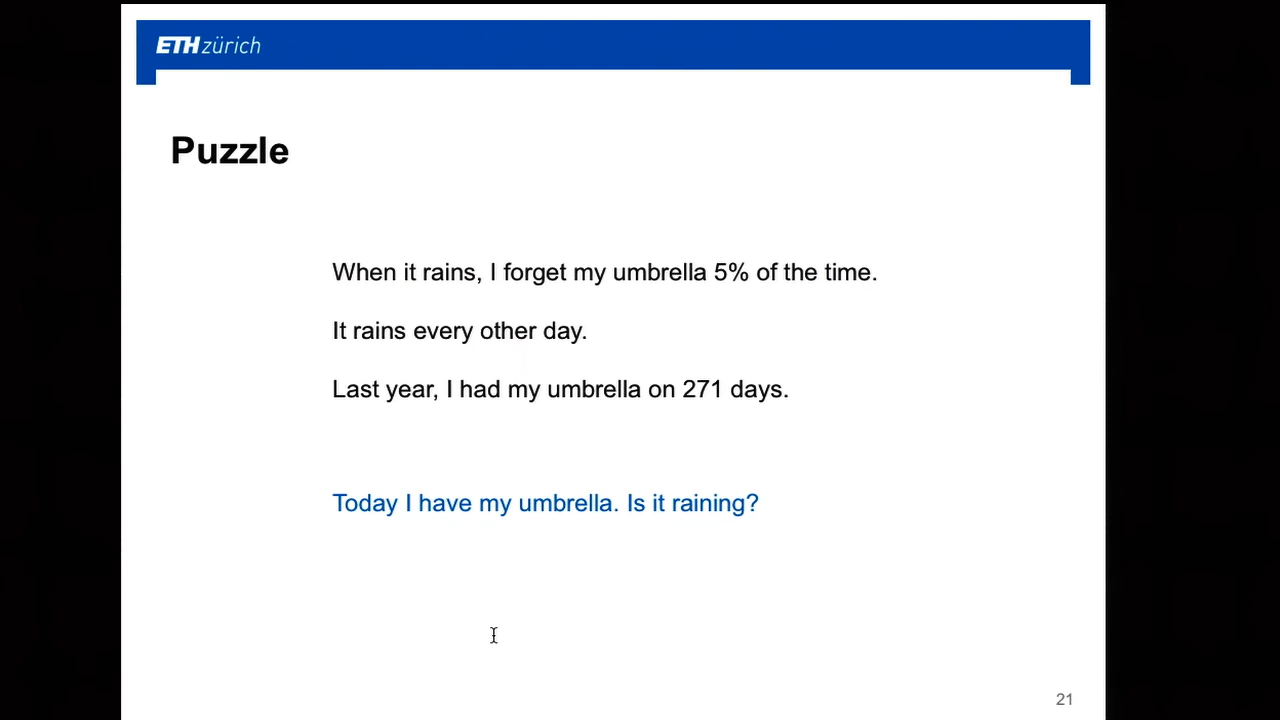 ETH zürich
Puzzle
When it rains, I forget my umbrella 5% of the time.
It rains every other day.
Last year, I had my umbrella on 271 days.
Today I have my umbrella. Is it raining?
21